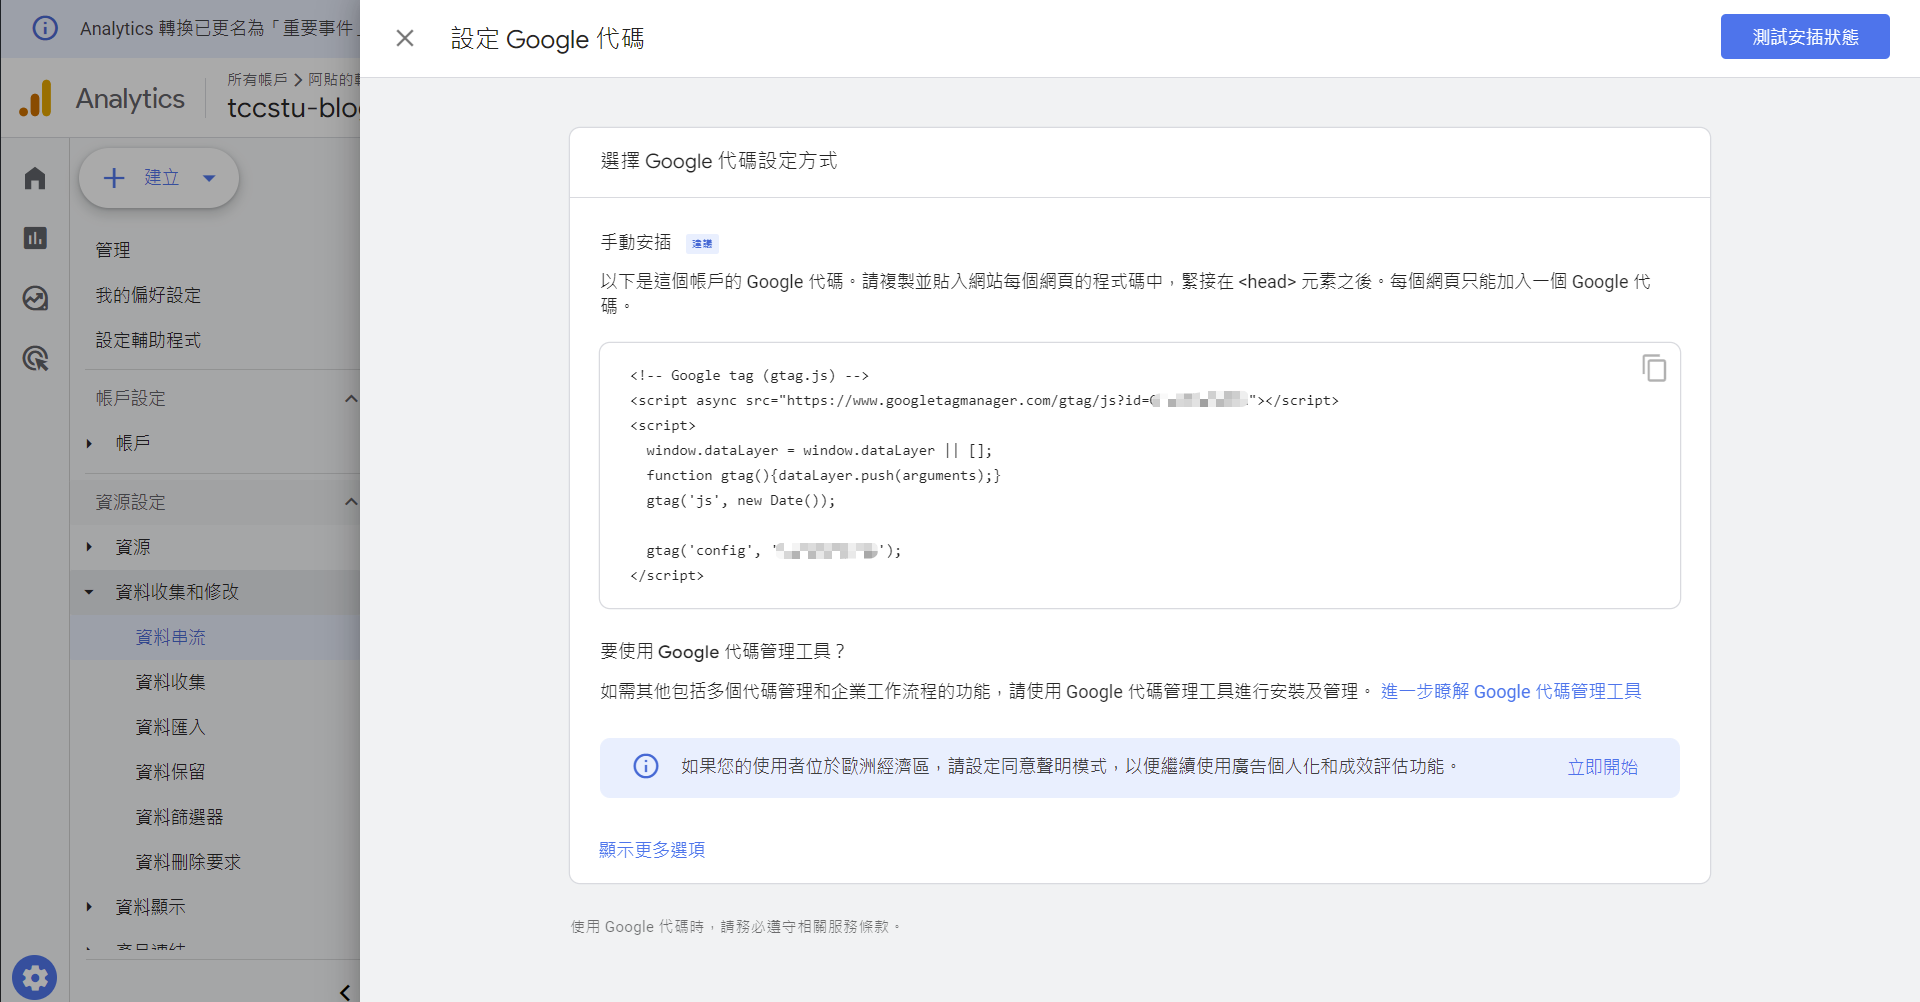 Analytics 轉換已更名為「重要事件」
Analytics
所有帳戶 > 阿貼的
tccstu-blo
建立
管理
我的偏好設定
設定輔助程式
帳戶設定
帳戶
資源設定
資源
資料收集和修改
資料串流
資料收集
資料匯入
資料保留
資料篩選器
資料刪除要求
資料顯示
產品連結
設定 Google 代碼
測試安插狀態
選擇 Google 代碼設定方式
手動安插 建議
以下是這個帳戶的 Google 代碼。請複製並貼入網站每個網頁的程式碼中，緊接在 <head> 元素之後。每個網頁只能加入一個 Google 代
碼。
<!-- Google tag (gtag.js) -->
<script async src="https://www.googletagmanager.com/gtag/js?id="></script>
<script>
window.dataLayer = window.dataLayer || [];
function gtag(){dataLayer.push(arguments);}
gtag('js', new Date());
gtag('config', '');
</script>
要使用 Google 代碼管理工具？
如需其他包括多個代碼管理和企業工作流程的功能，請使用 Google 代碼管理工具進行安裝及管理。 進一步瞭解 Google 代碼管理工具
如果您的使用者位於歐洲經濟區，請設定同意聲明模式，以便繼續使用廣告個人化和成效評估功能。
立即開始
顯示更多選項
使用 Google 代碼時，請務必遵守相關服務條款。